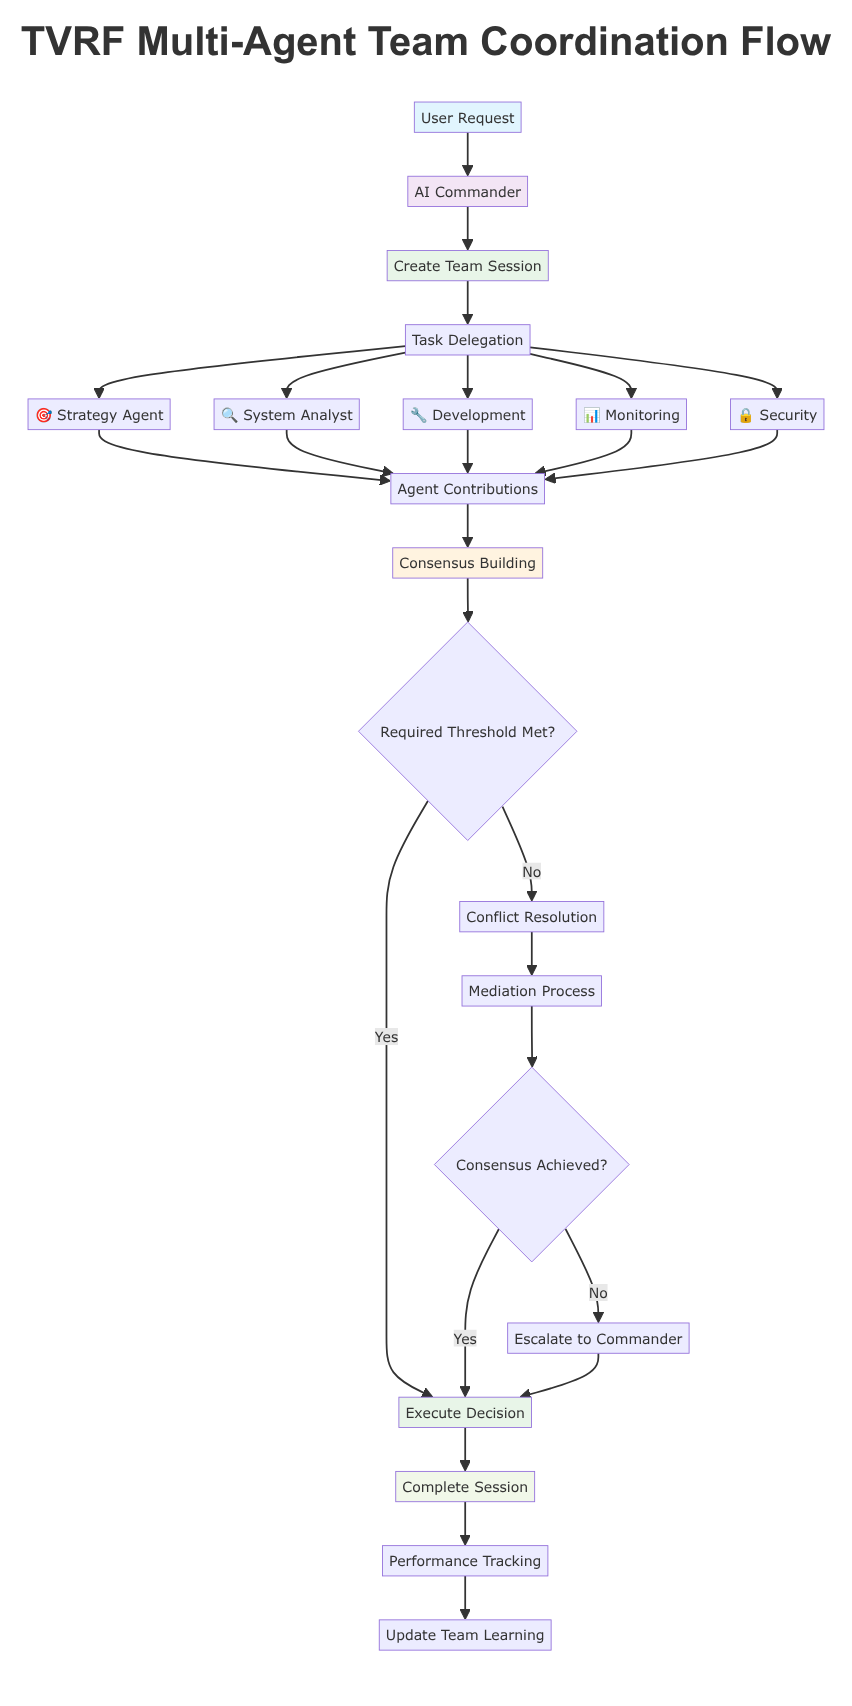 TVRF Multi-Agent Team Coordination Flow
User Request
AI Commander
Create Team Session
Task Delegation
🎯 Strategy Agent
🔍 System Analyst
🔧 Development
📊 Monitoring
🔒 Security
Agent Contributions
Consensus Building
Required Threshold Met?
No
Conflict Resolution
Mediation Process
Yes
Consensus Achieved?
No
Yes
Escalate to Commander
Execute Decision
Complete Session
Performance Tracking
Update Team Learning